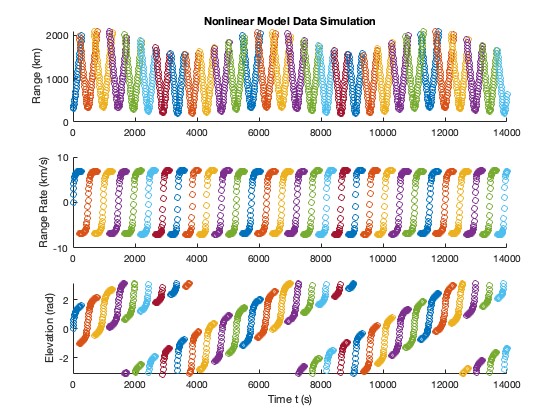 Nonlinear Model Data Simulation
2000
1000
0
Range (km)
0 2000 4000 6000 8000 10000 12000 14000
10
0
-10
Range Rate (km/s)
0 2000 4000 6000 8000 10000 12000 14000
2
0
-2
Elevation (rad)
0 2000 4000 6000 8000 10000 12000 14000
Time t (s)